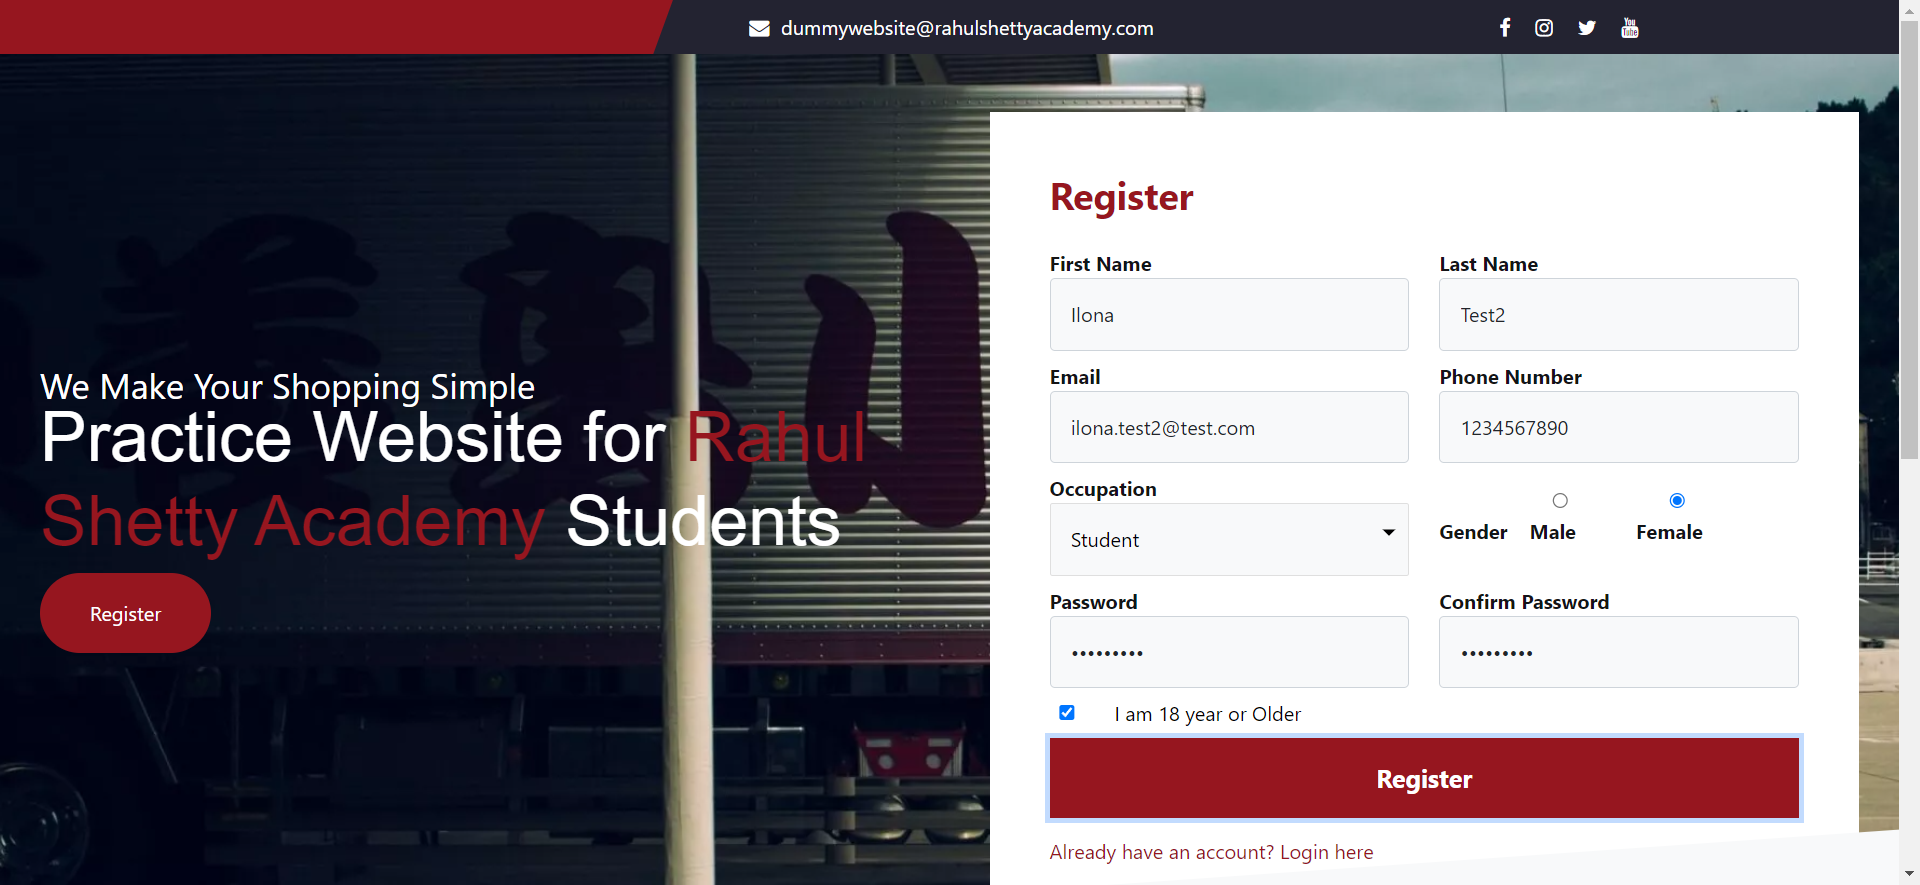 dummywebsite@rahulshettyacademy.com
We Make Your Shopping Simple
Practice Website for Rahul
Shetty Academy Students
Register
Register
First Name
Last Name
Ilona
Test2
Email
Phone Number
ilona.test2@test.com
1234567890
Occupation
Student
Gender
Male
Female
Password
Confirm Password
•••••••••
•••••••••
I am 18 year or Older
Register
Already have an account? Login here